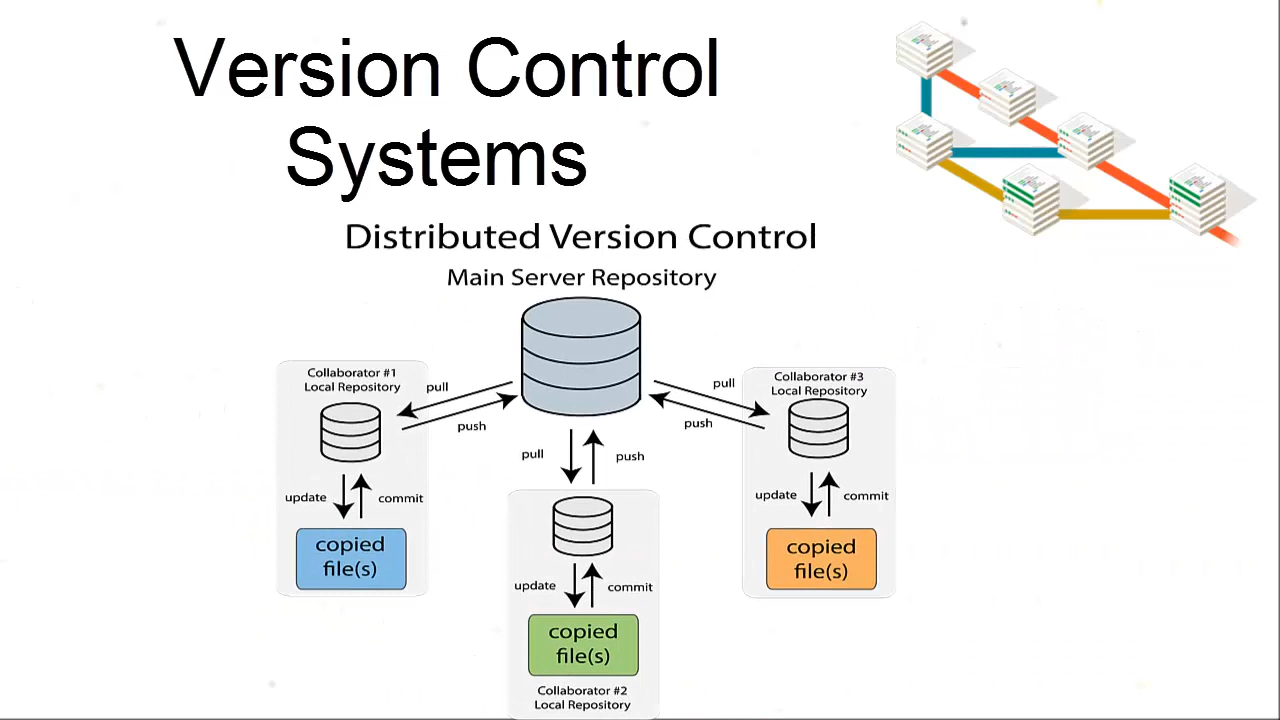 Version Control
Systems
Distributed Version Control
Main Server Repository
Collaborator #1
Local Repository
pull
push
update
commit
copied
file(s)
pull
push
update
commit
copied
file(s)
Collaborator #2
Local Repository
Collaborator #3
Local Repository
pull
push
update
commit
copied
file(s)